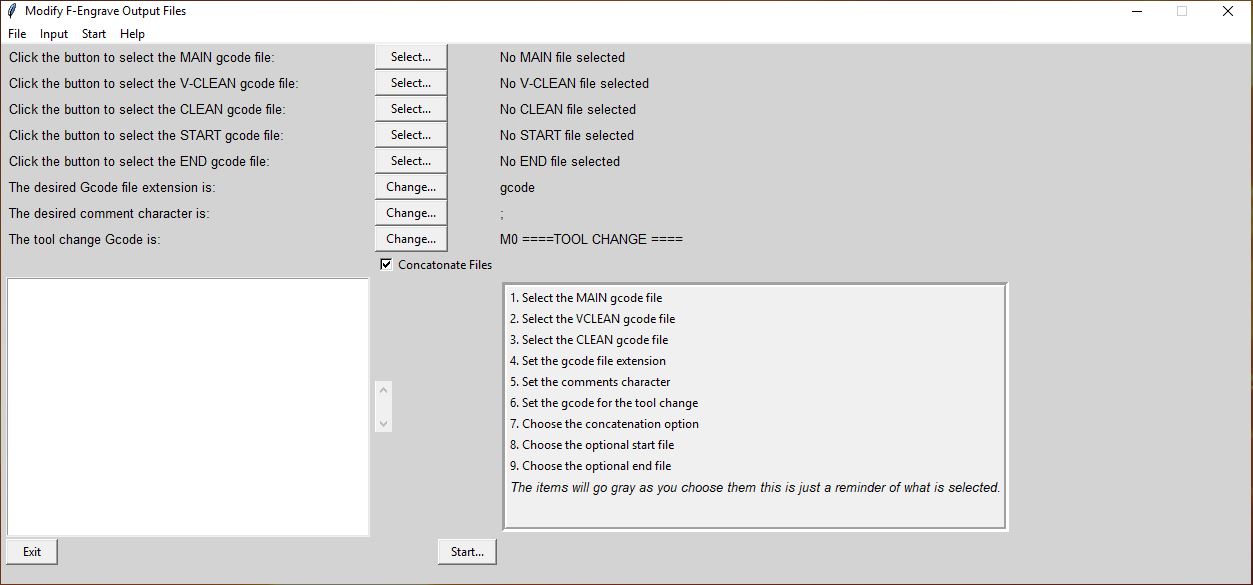 Modify F-Engrave Output Files
File Input Start Help
Click the button to select the MAIN gcode file: Select... No MAIN file selected
Click the button to select the V-CLEAN gcode file: Select... No V-CLEAN file selected
Click the button to select the CLEAN gcode file: Select... No CLEAN file selected
Click the button to select the START gcode file: Select... No START file selected
Click the button to select the END gcode file: Select... No END file selected
The desired Gcode file extension is: Change... gcode
The desired comment character is: Change... ;
The tool change Gcode is: Change... M0 ====TOOL CHANGE ====
Concatonate Files
1. Select the MAIN gcode file
2. Select the VCLEAN gcode file
3. Select the CLEAN gcode file
4. Set the gcode file extension
5. Set the comments character
6. Set the gcode for the tool change
7. Choose the concatenation option
8. Choose the optional start file
9. Choose the optional end file
The items will go gray as you choose them this is just a reminder of what is selected.
Exit Start...